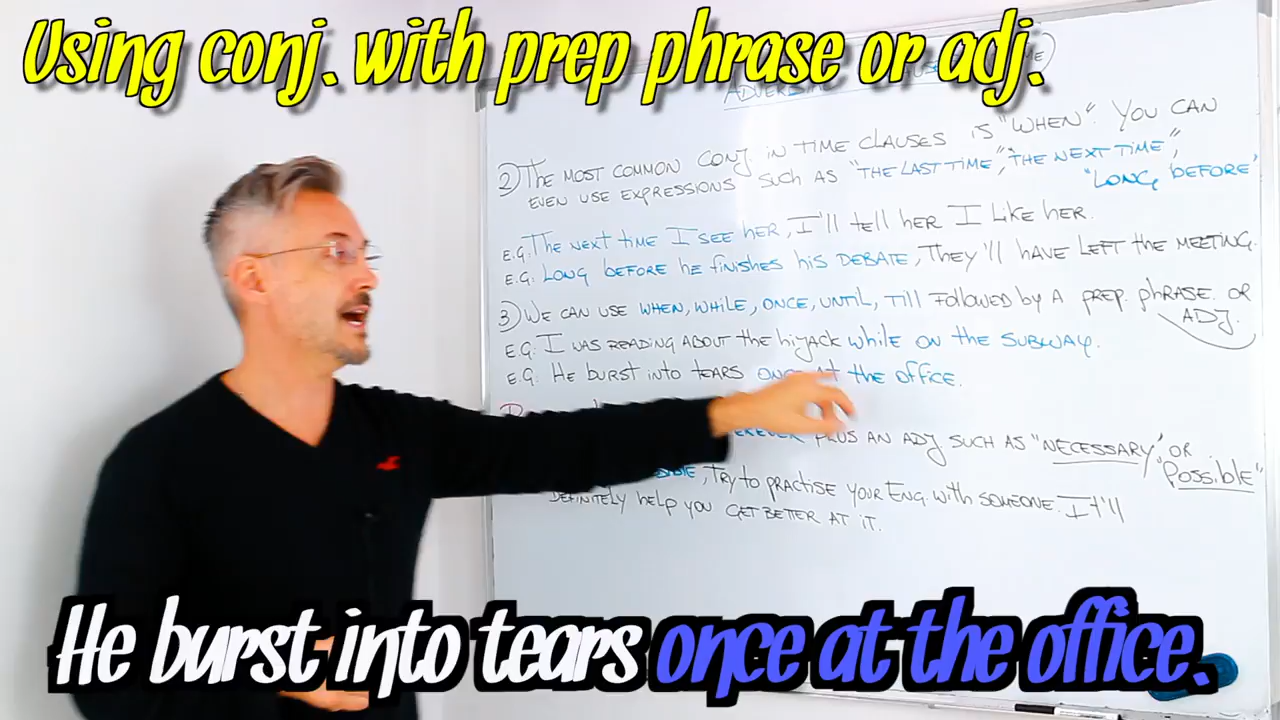 Using conj. with prep phrase or adj.
2) The most common conj. in time clauses is "when". You can
even use expressions such as "the last time", "the next time",
"long before"
E.G: The next time I see her, I'll tell her I like her.
E.G: Long before he finishes his debate, they'll have left the meeting.
3) We can use when, while, once, until, till followed by a prep. phrase. or
adj.
E.G: I was reading about the hijack while on the subway.
E.G: He burst into tears once at the office.
plus an adj such as "necessary" or
"possible"
, try to practise your Eng. with someone. It'll
definitely help you get better at it.
He burst into tears once at the office.